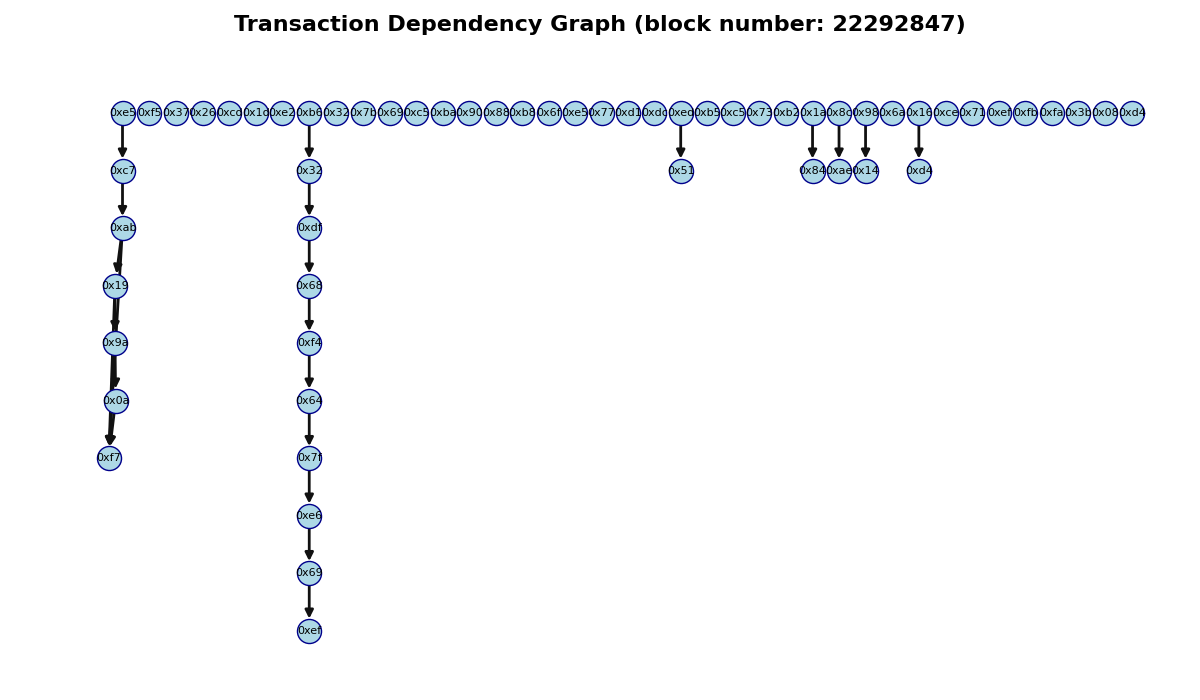 Transaction Dependency Graph (block number: 22292847)
0xe5 0xf5 0x37 0x26 0xcd 0x1d 0xe2 0xb6 0x32 0x7b 0x69 0xc5 0xba 0x90 0x88 0xb8 0x6f 0xe5 0x77 0xd1 0xdc 0xed 0xb5 0xc5 0x73 0xb2 0x1a 0x8c 0x98 0x6a 0x16 0xce 0x71 0xef 0xfb 0xfa 0x3b 0x08 0xd4
0xc7 0x32 0x51 0x84 0xae 0x14 0xd4
0xab 0xdf
0x19 0x68
0x9a 0xf4
0x0a 0x64
0xf7 0x7f
0xe6
0x69
0xef